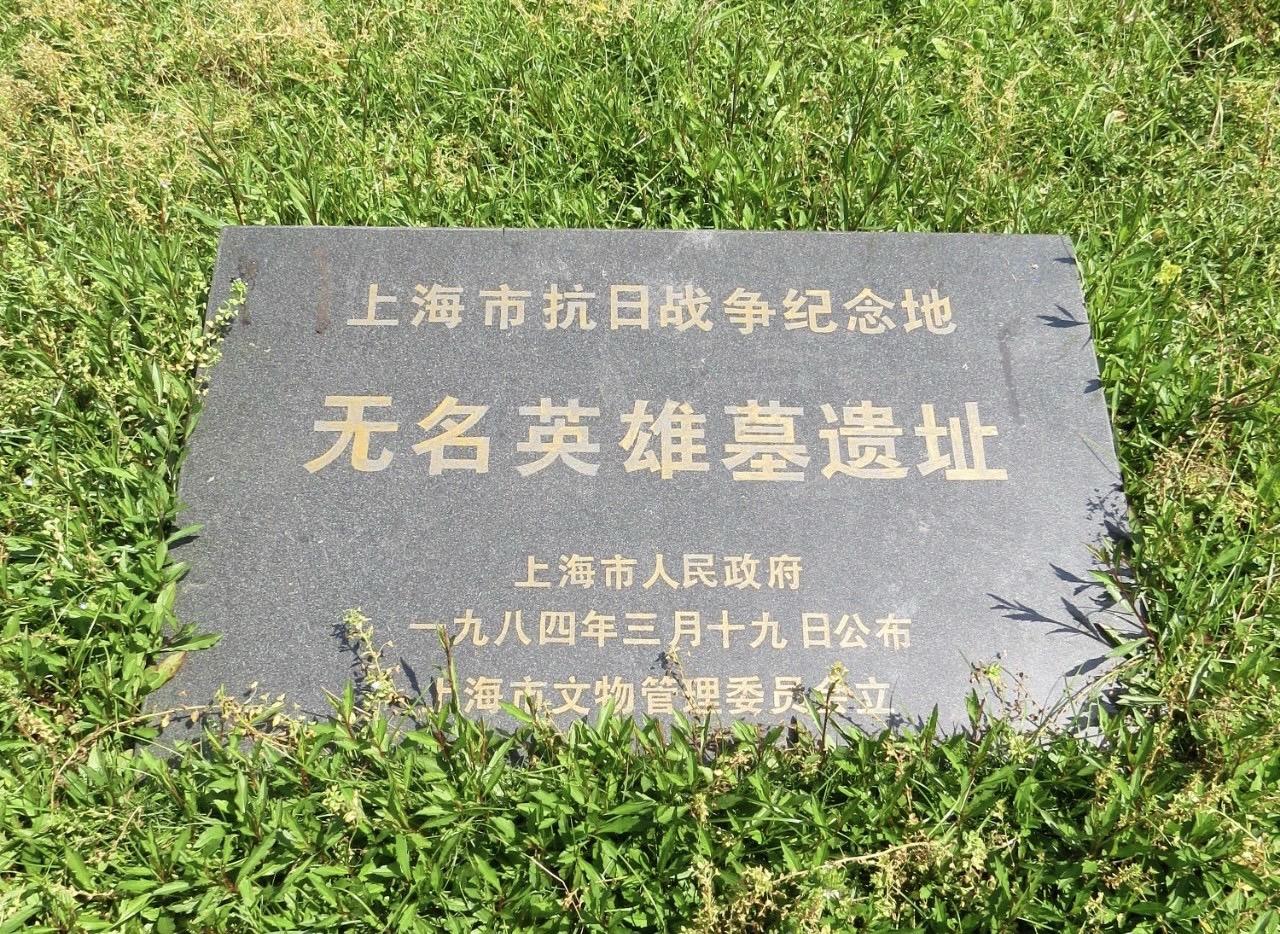 上海市抗日战争纪念地
无名英雄墓遗址
上海市人民政府
一九八四年三月十九日公布
上海市文物管理委员会立